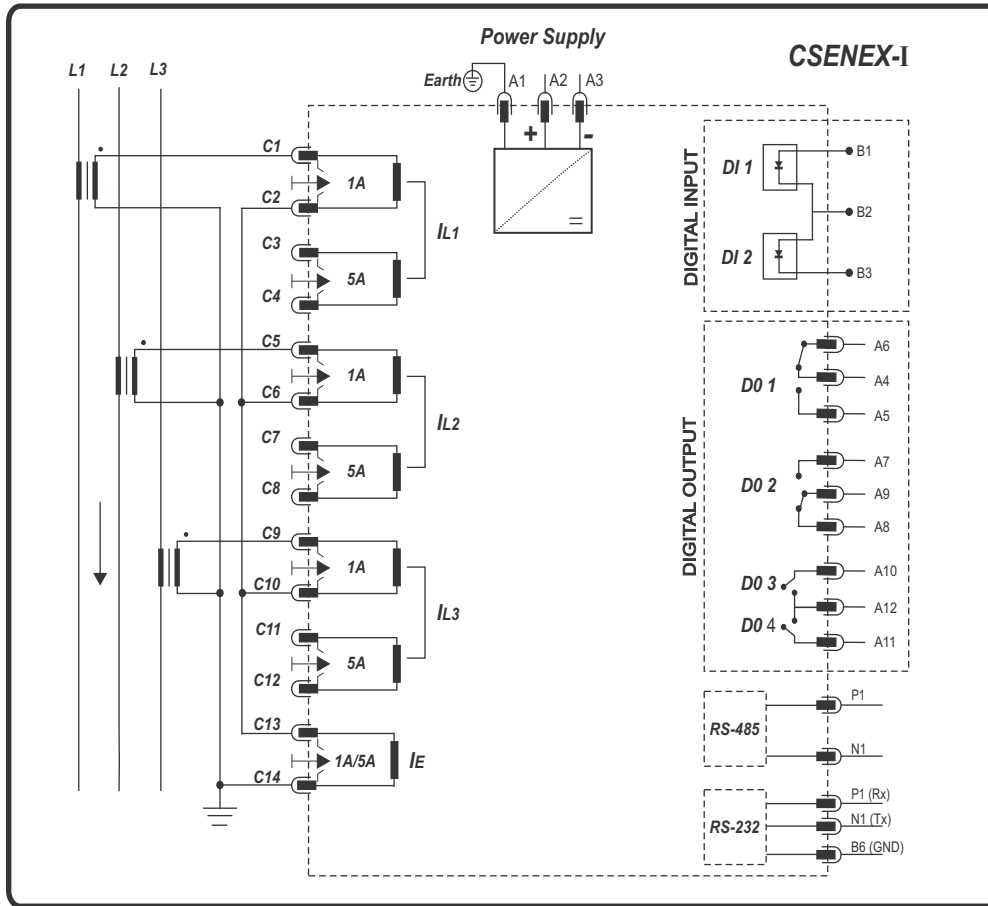 Power Supply
CSENEX-I
L1 L2 L3
Earth A1 A2 A3
+ -
=
C1
1A
C2
IL1
C3
5A
C4
C5
1A
C6
IL2
C7
5A
C8
C9
1A
C10
IL3
C11
5A
C12
C13
1A/5A
IE
C14
DIGITAL INPUT
DI 1
B1
B2
DI 2
B3
DIGITAL OUTPUT
D0 1
A6
A4
A5
D0 2
A7
A9
A8
D0 3
A10
A12
D0 4
A11
RS-485
P1
N1
RS-232
P1 (Rx)
N1 (Tx)
B6 (GND)